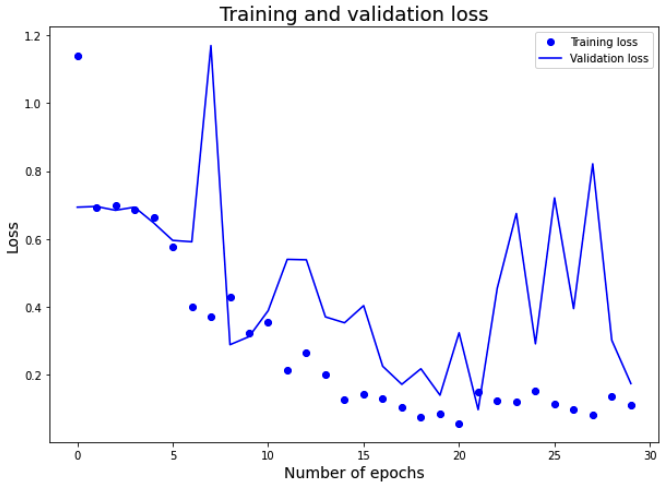 Training and validation loss
Training loss
Validation loss
1.2
1.0
0.8
0.6
0.4
0.2
Loss
0
5
10
15
20
25
30
Number of epochs